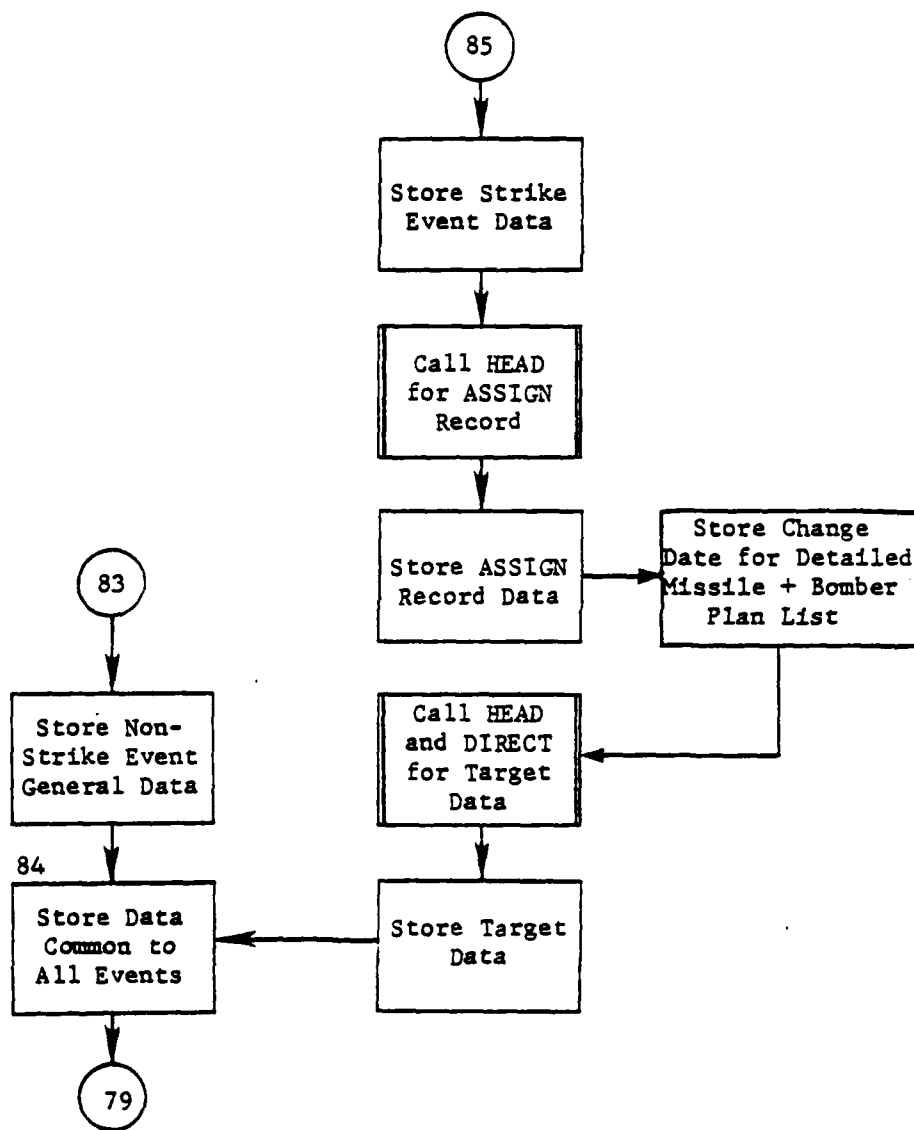 85
Store Strike
Event Data
Call HEAD
for ASSIGN
Record
Store ASSIGN
Record Data
Store Change
Date for Detailed
Missile + Bomber
Plan List
83
Store Non-
Strike Event
General Data
Call HEAD
and DIRECT
for Target
Data
84
Store Data
Common to
All Events
Store Target
Data
79